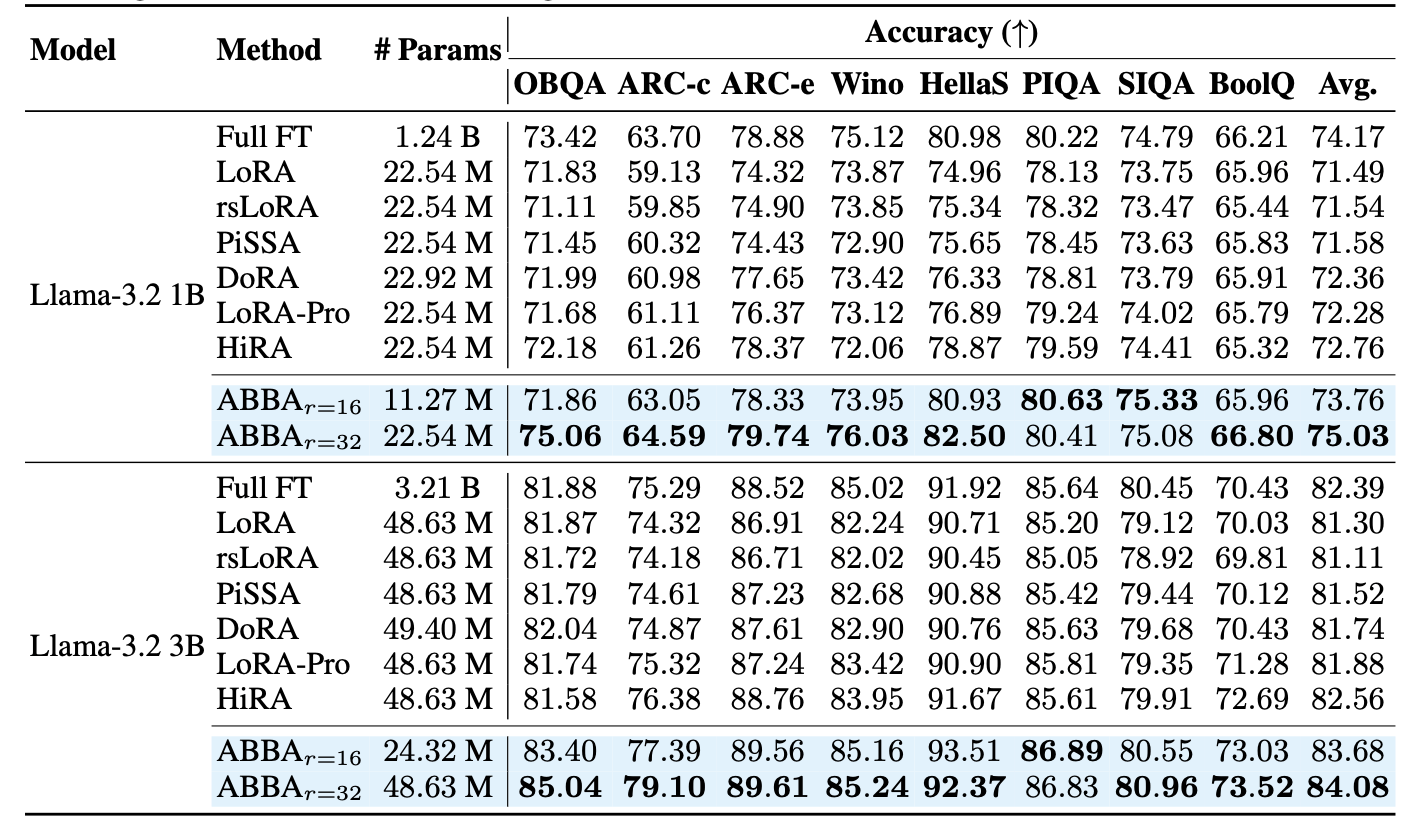 Model Method # Params Accuracy (↑)
OBQA ARC-c ARC-e Wino HellaS PIQA SIQA BoolQ Avg.
Llama-3.2 1B
Full FT 1.24 B 73.42 63.70 78.88 75.12 80.98 80.22 74.79 66.21 74.17
LoRA 22.54 M 71.83 59.13 74.32 73.87 74.96 78.13 73.75 65.96 71.49
rsLoRA 22.54 M 71.11 59.85 74.90 73.85 75.34 78.32 73.47 65.44 71.54
PiSSA 22.54 M 71.45 60.32 74.43 72.90 75.65 78.45 73.63 65.83 71.58
DoRA 22.92 M 71.99 60.98 77.65 73.42 76.33 78.81 73.79 65.91 72.36
LoRA-Pro 22.54 M 71.68 61.11 76.37 73.12 76.89 79.24 74.02 65.79 72.28
HiRA 22.54 M 72.18 61.26 78.37 72.06 78.87 79.59 74.41 65.32 72.76
ABBA r=16 11.27 M 71.86 63.05 78.33 73.95 80.93 80.63 75.33 65.96 73.76
ABBA r=32 22.54 M 75.06 64.59 79.74 76.03 82.50 80.41 75.08 66.80 75.03
Llama-3.2 3B
Full FT 3.21 B 81.88 75.29 88.52 85.02 91.92 85.64 80.45 70.43 82.39
LoRA 48.63 M 81.87 74.32 86.91 82.24 90.71 85.20 79.12 70.03 81.30
rsLoRA 48.63 M 81.72 74.18 86.71 82.02 90.45 85.05 78.92 69.81 81.11
PiSSA 48.63 M 81.79 74.61 87.23 82.68 90.88 85.42 79.44 70.12 81.52
DoRA 49.40 M 82.04 74.87 87.61 82.90 90.76 85.63 79.68 70.43 81.74
LoRA-Pro 48.63 M 81.74 75.32 87.24 83.42 90.90 85.81 79.35 71.28 81.88
HiRA 48.63 M 81.58 76.38 88.76 83.95 91.67 85.61 79.91 72.69 82.56
ABBA r=16 24.32 M 83.40 77.39 89.56 85.16 93.51 86.89 80.55 73.03 83.68
ABBA r=32 48.63 M 85.04 79.10 89.61 85.24 92.37 86.83 80.96 73.52 84.08